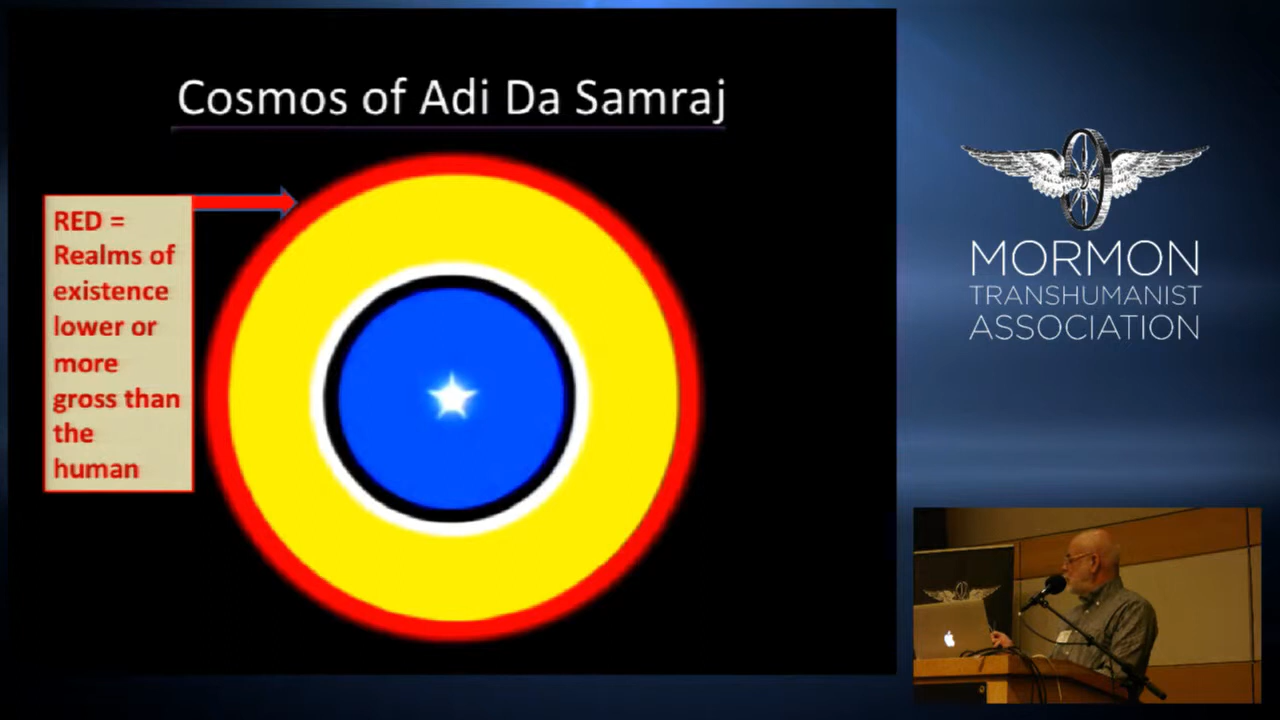 Cosmos of Adi Da Samraj
RED =
Realms of
existence
lower or
more
gross than
the
human
MORMON
TRANSHUMANIST
ASSOCIATION